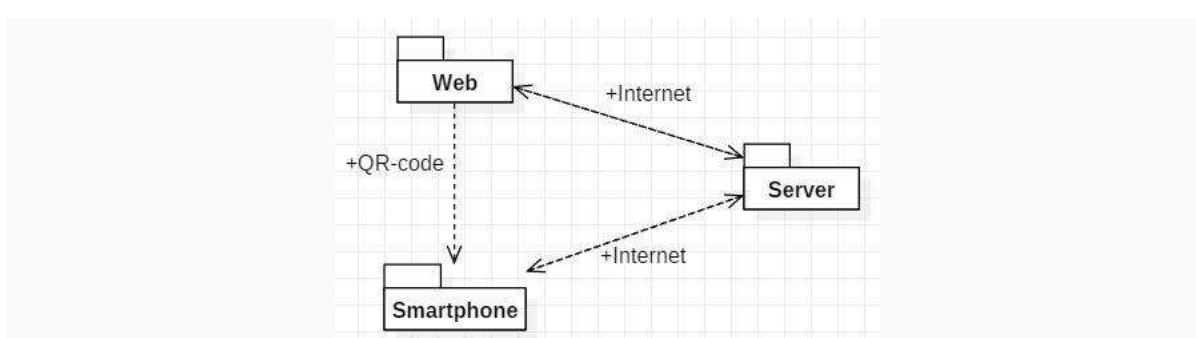 Web
+Internet
+QR-code
Server
+Internet
Smartphone